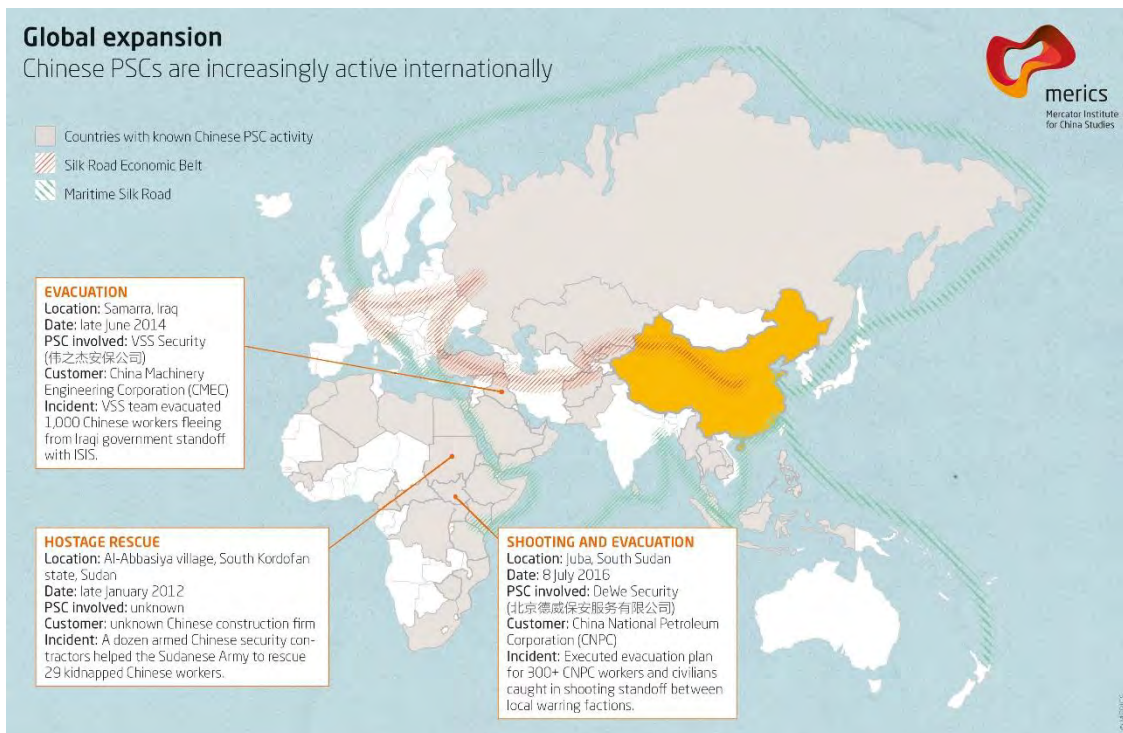 Global expansion
Chinese PSCs are increasingly active internationally
merics
Mercator Institute
for China Studies
Countries with known Chinese PSC activity
Silk Road Economic Belt
Maritime Silk Road
EVACUATION
Location: Samarra, Iraq
Date: late June 2014
PSC involved: VSS Security
(伟之杰安保公司)
Customer: China Machinery
Engineering Corporation (CMEC)
Incident: VSS team evacuated
1,000 Chinese workers fleeing
from Iraqi government standoff
with ISIS.
HOSTAGE RESCUE
Location: Al-Abbasiya village, South Kordofan
state, Sudan
Date: late January 2012
PSC involved: unknown
Customer: unknown Chinese construction firm
Incident: A dozen armed Chinese security con-
tractors helped the Sudanese Army to rescue
29 kidnapped Chinese workers.
SHOOTING AND EVACUATION
Location: Juba, South Sudan
Date: 8 July 2016
PSC involved: DeWe Security
(北京德威保安服务有限公司)
Customer: China National Petroleum
Corporation (CNPC)
Incident: Executed evacuation plan
for 300+ CNPC workers and civilians
caught in shooting standoff between
local warring factions.